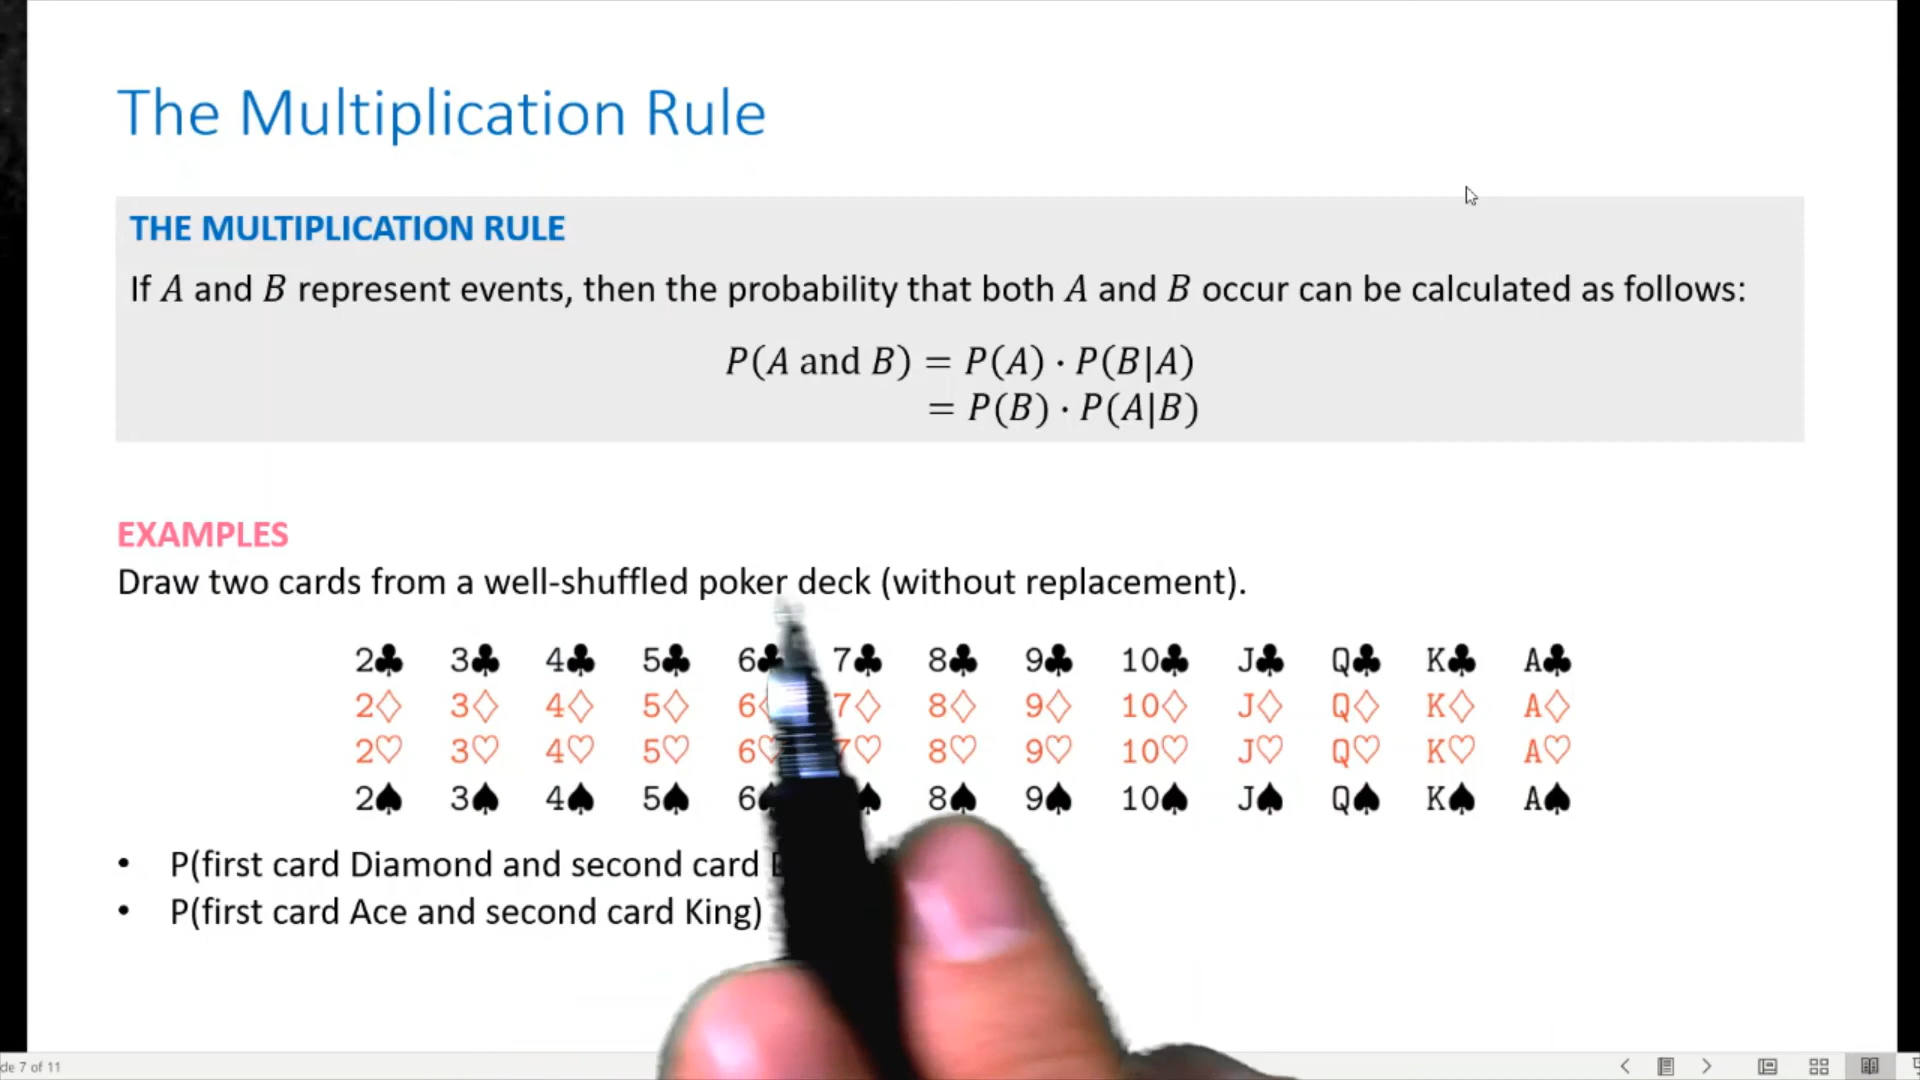 The Multiplication Rule
THE MULTIPLICATION RULE
If A and B represent events, then the probability that both A and B occur can be calculated as follows:
P(A and B) = P(A) · P(B|A)
= P(B) · P(A|B)
EXAMPLES
Draw two cards from a well-shuffled poker deck (without replacement).
2♣ 3♣ 4♣ 5♣ 6♣ 7♣ 8♣ 9♣ 10♣ J♣ Q♣ K♣ A♣
2♢ 3♢ 4♢ 5♢ 6♢ 7♢ 8♢ 9♢ 10♢ J♢ Q♢ K♢ A♢
2♡ 3♡ 4♡ 5♡ 6♡ 7♡ 8♡ 9♡ 10♡ J♡ Q♡ K♡ A♡
2♠ 3♠ 4♠ 5♠ 6♠ ♠ 8♠ 9♠ 10♠ J♠ Q♠ K♠ A♠
• P(first card Diamond and second card
• P(first card Ace and second card King)
de 7 of 11